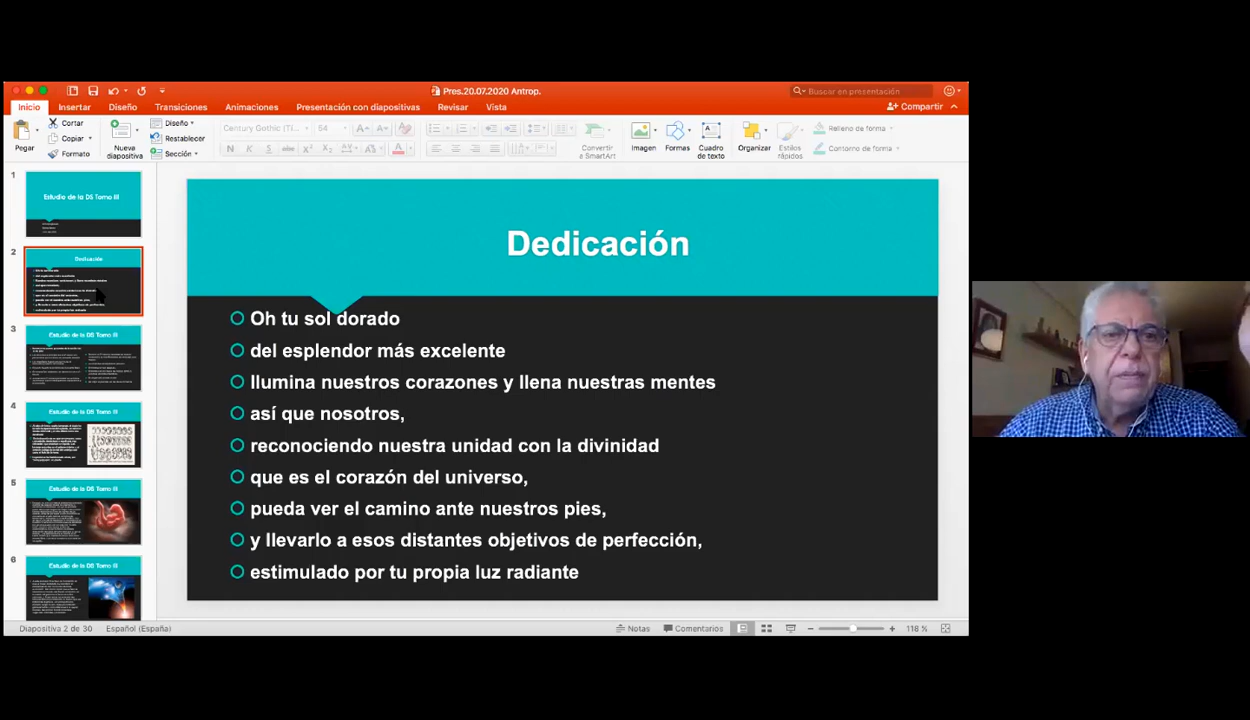 Pres.20.07.2020 Antrop.
Buscar en presentación
Inicio
Insertar
Diseño
Transiciones
Animaciones
Presentación con diapositivas
Revisar
Vista
Compartir
Pegar
Cortar
Copiar
Formato
Nueva diapositiva
Diseño
Restablecer
Sección
Century Gothic (Tí...
54
Convertir a SmartArt
Imagen
Formas
Cuadro de texto
Organizar
Estilos rápidos
Relleno de forma
Contorno de forma
1
Estudio de la DS Tomo III
2
Dedicación
3
Estudio de la DS Tomo III
4
Estudio de la DS Tomo III
5
Estudio de la DS Tomo III
6
Estudio de la DS Tomo III
Dedicación
Oh tu sol dorado
del esplendor más excelente
Ilumina nuestros corazones y llena nuestras mentes
así que nosotros,
reconociendo nuestra unidad con la divinidad
que es el corazón del universo,
pueda ver el camino ante nuestros pies,
y llevarlo a esos distantes objetivos de perfección,
estimulado por tu propia luz radiante
Diapositiva 2 de 30
Español (España)
Notas
Comentarios
118 %